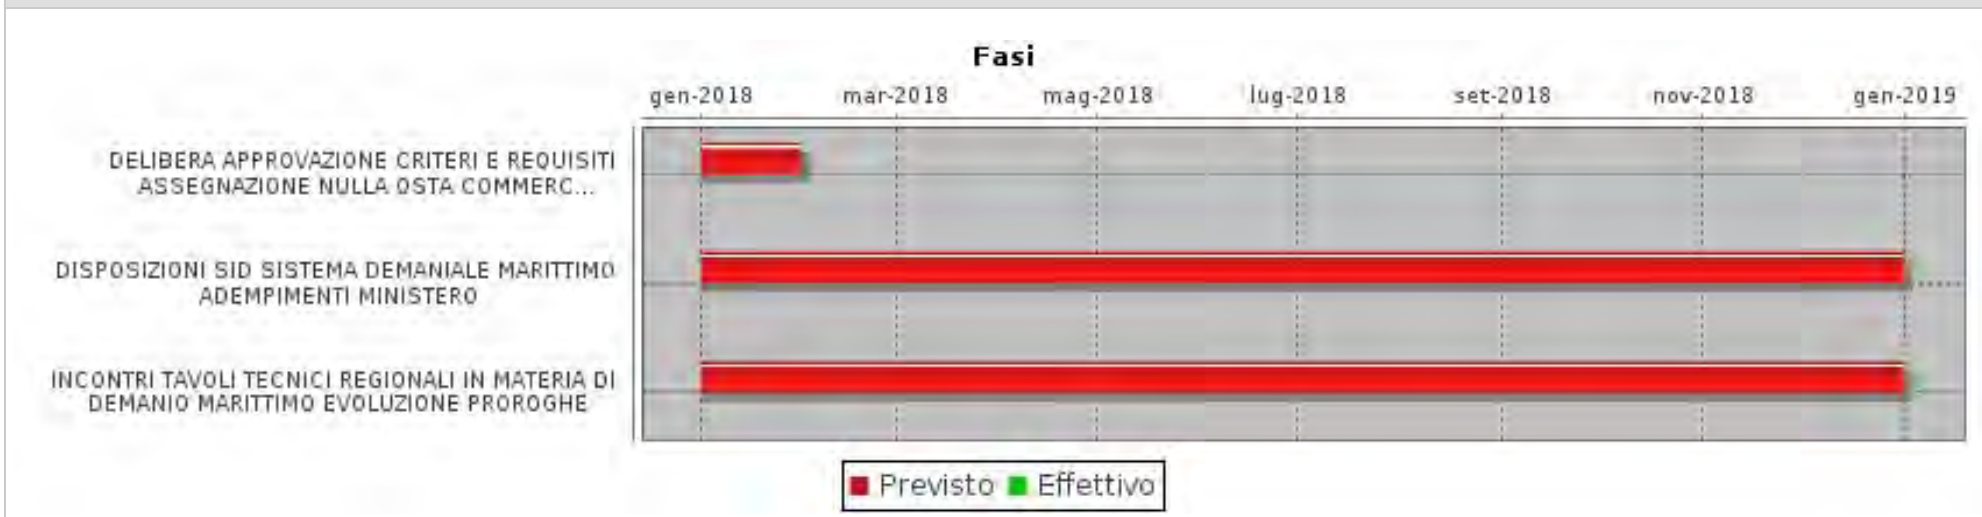 Fasi
gen-2018 mar-2018 mag-2018 lug-2018 set-2018 nov-2018 gen-2019
DELIBERA APPROVAZIONE CRITERI E REQUISITI
ASSEGNAZIONE NULLA OSTA COMMERC...
DISPOSIZIONI SID SISTEMA DEMANIALE MARITTIMO
ADEMPIMENTI MINISTERO
INCONTRI TAVOLI TECNICI REGIONALI IN MATERIA DI
DEMANIO MARITTIMO EVOLUZIONE PROROGHE
Previsto Effettivo